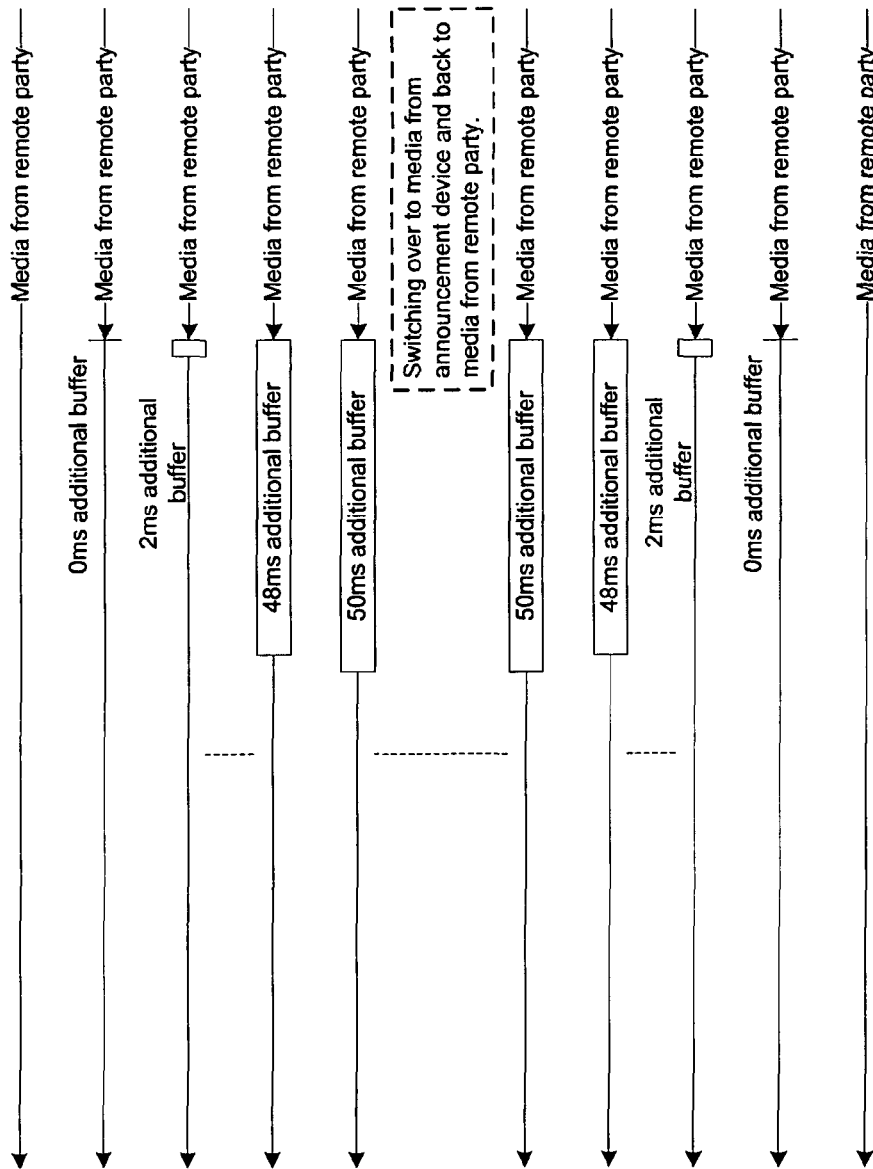 Media from remote party
0ms additional buffer
Media from remote party
2ms additional
buffer
Media from remote party
48ms additional buffer
Media from remote party
50ms additional buffer
Media from remote party
Switching over to media from
announcement device and back to
media from remote party.
50ms additional buffer
Media from remote party
48ms additional buffer
Media from remote party
2ms additional
buffer
Media from remote party
0ms additional buffer
Media from remote party
Media from remote party